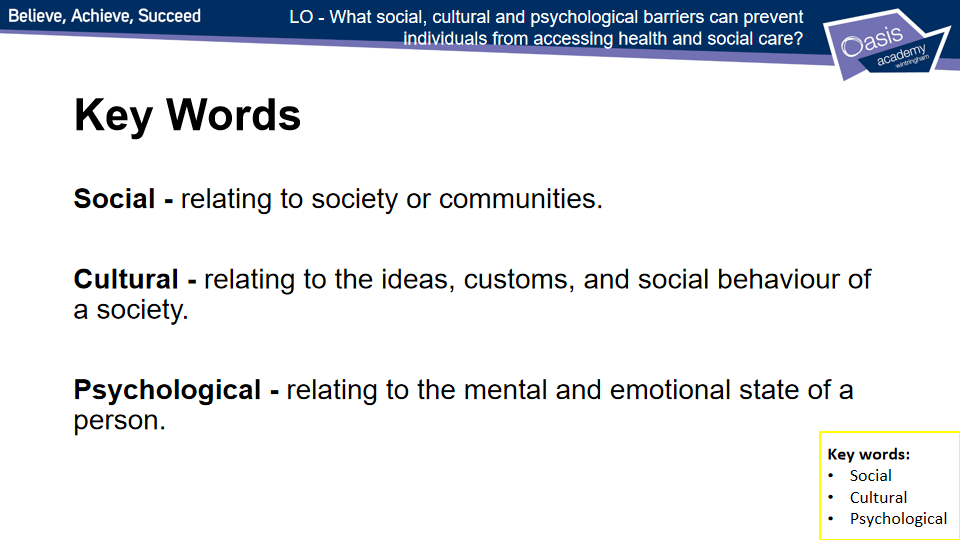 Believe, Achieve, Succeed
LO - What social, cultural and psychological barriers can prevent
individuals from accessing health and social care?
Oasis
academy
wintringham
Key Words
Social - relating to society or communities.
Cultural - relating to the ideas, customs, and social behaviour of
a society.
Psychological - relating to the mental and emotional state of a
person.
Key words:
• Social
• Cultural
• Psychological